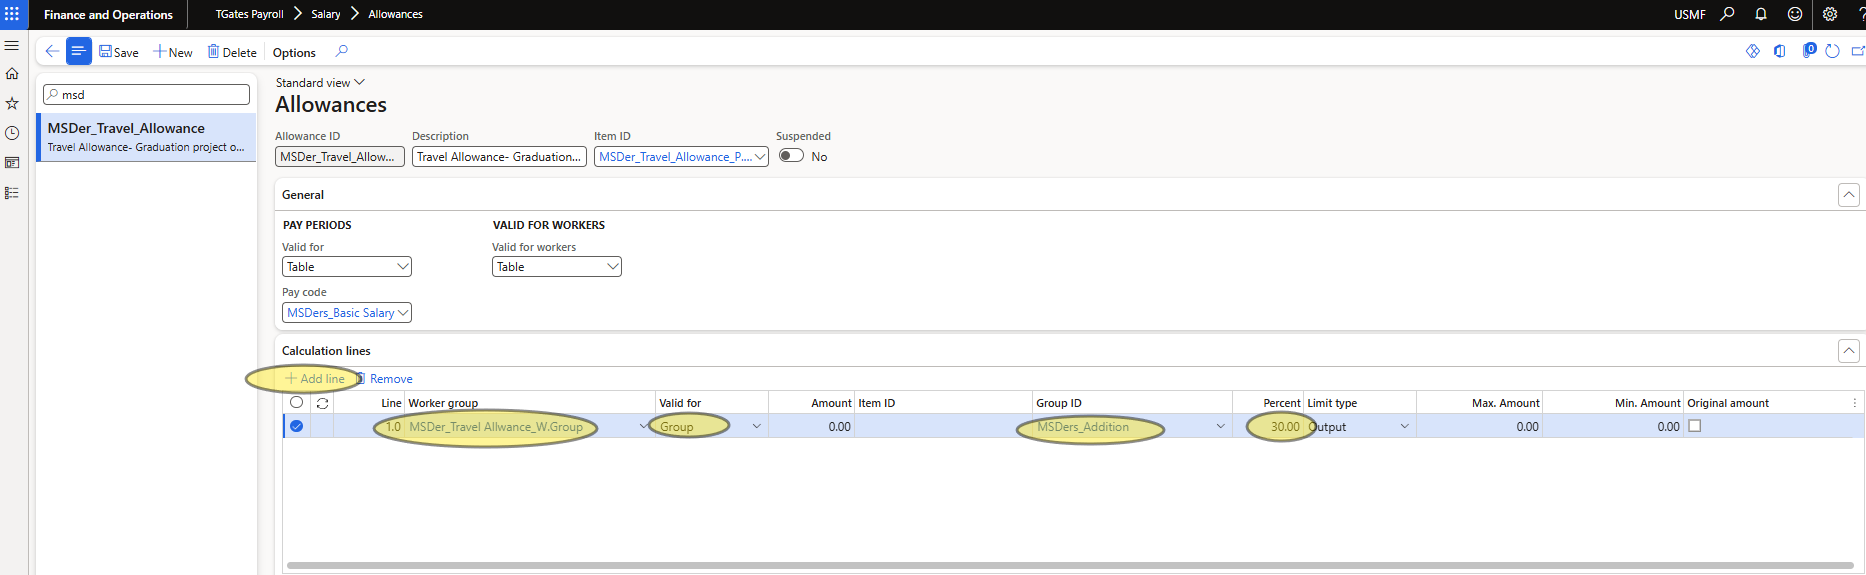 Finance and Operations
TGates Payroll > Salary > Allowances
USMF
Save New Delete Options
0
msd
MSDer_Travel_Allowance
Travel Allowance- Graduation project o...
Standard view
Allowances
Allowance ID Description Item ID Suspended
MSDer_Travel_Allow... Travel Allowance- Graduation... MSDer_Travel_Allowance_P.... No
General
PAY PERIODS VALID FOR WORKERS
Valid for Valid for workers
Table Table
Pay code
MSDers_Basic Salary
Calculation lines
+ Add line Remove
Line Worker group Valid for Amount Item ID Group ID Percent Limit type Max. Amount Min. Amount Original amount
1.0 MSDer_Travel Allwance_W.Group Group 0.00 MSDers_Addition 30.00 Output 0.00 0.00